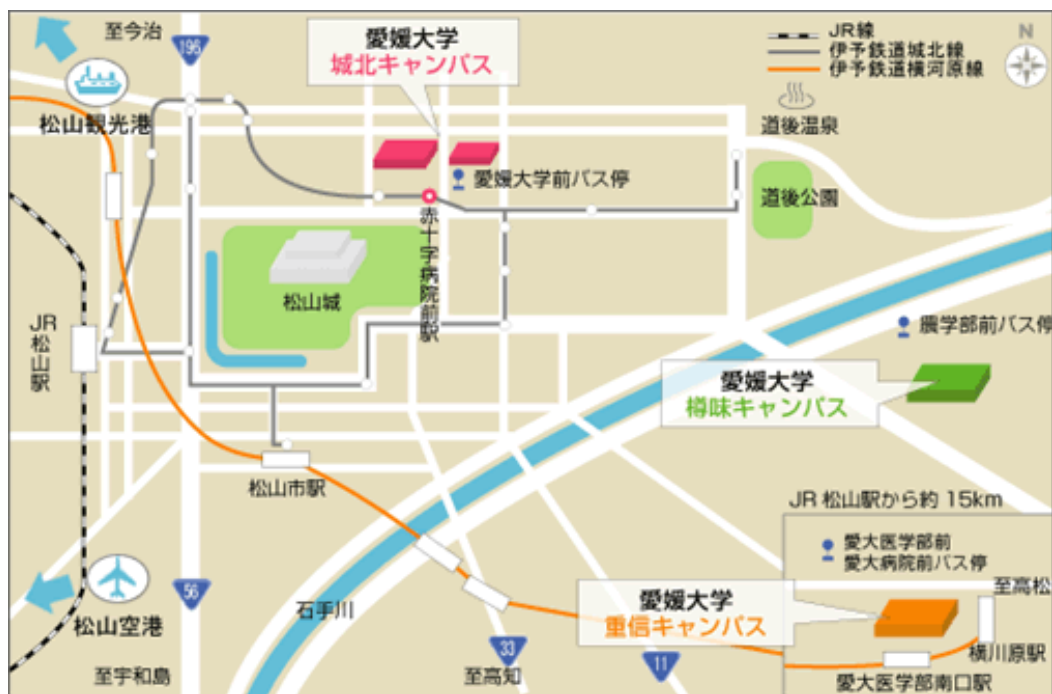 至今治
196
愛媛大学
城北キャンパス
JR線
伊予鉄道城北線
伊予鉄道横河原線
N
松山観光港
道後温泉
愛媛大学前バス停
道後公園
赤十字病院前駅
松山城
JR松山駅
農学部前バス停
愛媛大学
樽味キャンパス
松山市駅
JR 松山駅から約 15km
愛大医学部前
愛大病院前バス停
至高松
56
石手川
愛媛大学
重信キャンパス
松山空港
33
11
横川原駅
至宇和島
至高知
愛大医学部南口駅